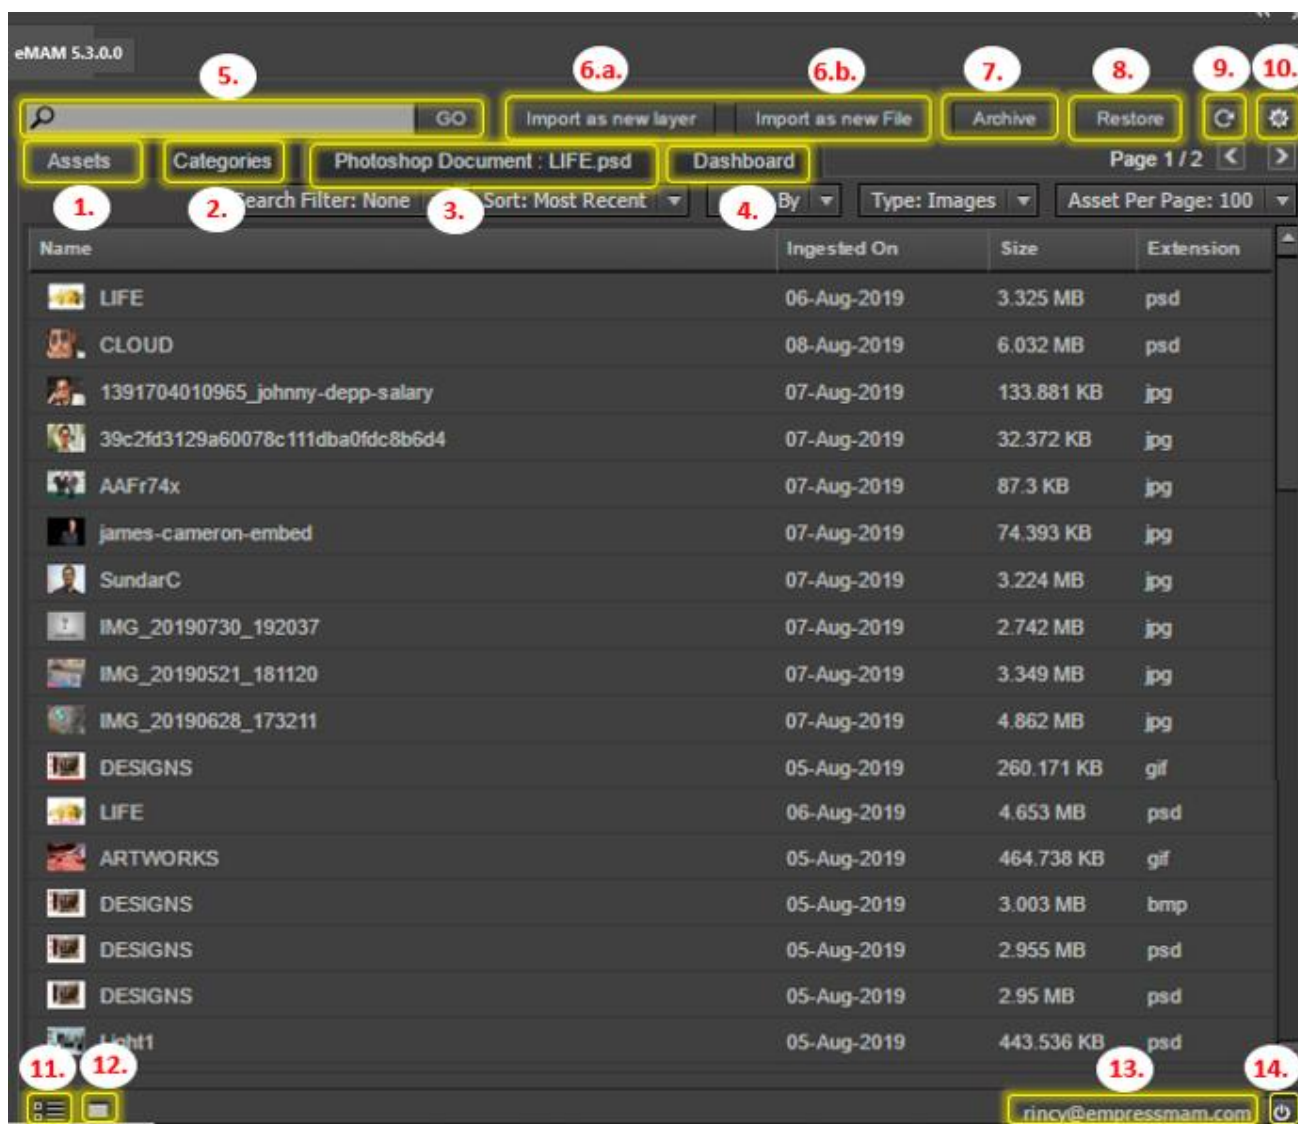 eMAM 5.3.0.0
5. 6.a. 6.b. 7. 8. 9. 10.
GO Import as new layer Import as new File Archive Restore
Assets Categories Photoshop Document : LIFE.psd Dashboard Page 1 / 2
1. 2. 3. 4.
Search Filter: None Sort: Most Recent By Type: Images Asset Per Page: 100
Name Ingested On Size Extension
LIFE 06-Aug-2019 3.325 MB psd
CLOUD 08-Aug-2019 6.032 MB psd
1391704010965_johnny-depp-salary 07-Aug-2019 133.881 KB jpg
39c2fd3129a60078c111dba0fdc8b6d4 07-Aug-2019 32.372 KB jpg
AAFr74x 07-Aug-2019 87.3 KB jpg
james-cameron-embed 07-Aug-2019 74.393 KB jpg
SundarC 07-Aug-2019 3.224 MB jpg
IMG_20190730_192037 07-Aug-2019 2.742 MB jpg
IMG_20190521_181120 07-Aug-2019 3.349 MB jpg
IMG_20190628_173211 07-Aug-2019 4.862 MB jpg
DESIGNS 05-Aug-2019 260.171 KB gif
LIFE 06-Aug-2019 4.653 MB psd
ARTWORKS 05-Aug-2019 464.738 KB gif
DESIGNS 05-Aug-2019 3.003 MB bmp
DESIGNS 05-Aug-2019 2.955 MB psd
DESIGNS 05-Aug-2019 2.95 MB psd
Light1 05-Aug-2019 443.536 KB psd
11. 12. 13. 14.
rincy@empressmam.com